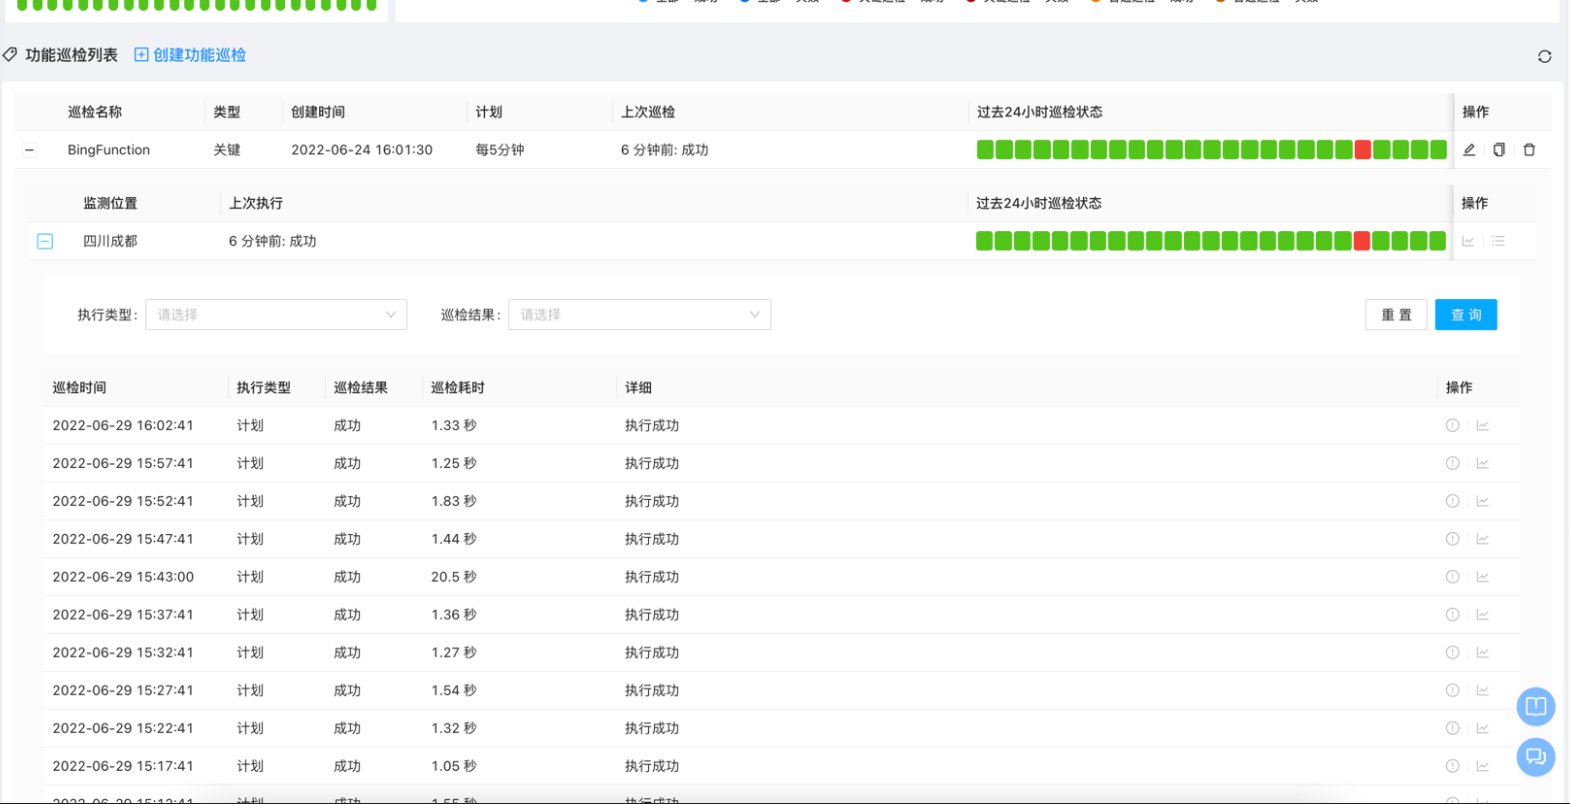 功能巡检列表 创建功能巡检
巡检名称 类型 创建时间 计划 上次巡检 过去24小时巡检状态 操作
BingFunction 关键 2022-06-24 16:01:30 每5分钟 6 分钟前: 成功
监测位置 上次执行 过去24小时巡检状态 操作
四川成都 6 分钟前: 成功
执行类型: 请选择 巡检结果: 请选择 重 置 查 询
巡检时间 执行类型 巡检结果 巡检耗时 详细 操作
2022-06-29 16:02:41 计划 成功 1.33 秒 执行成功
2022-06-29 15:57:41 计划 成功 1.25 秒 执行成功
2022-06-29 15:52:41 计划 成功 1.83 秒 执行成功
2022-06-29 15:47:41 计划 成功 1.44 秒 执行成功
2022-06-29 15:43:00 计划 成功 20.5 秒 执行成功
2022-06-29 15:37:41 计划 成功 1.36 秒 执行成功
2022-06-29 15:32:41 计划 成功 1.27 秒 执行成功
2022-06-29 15:27:41 计划 成功 1.54 秒 执行成功
2022-06-29 15:22:41 计划 成功 1.32 秒 执行成功
2022-06-29 15:17:41 计划 成功 1.05 秒 执行成功